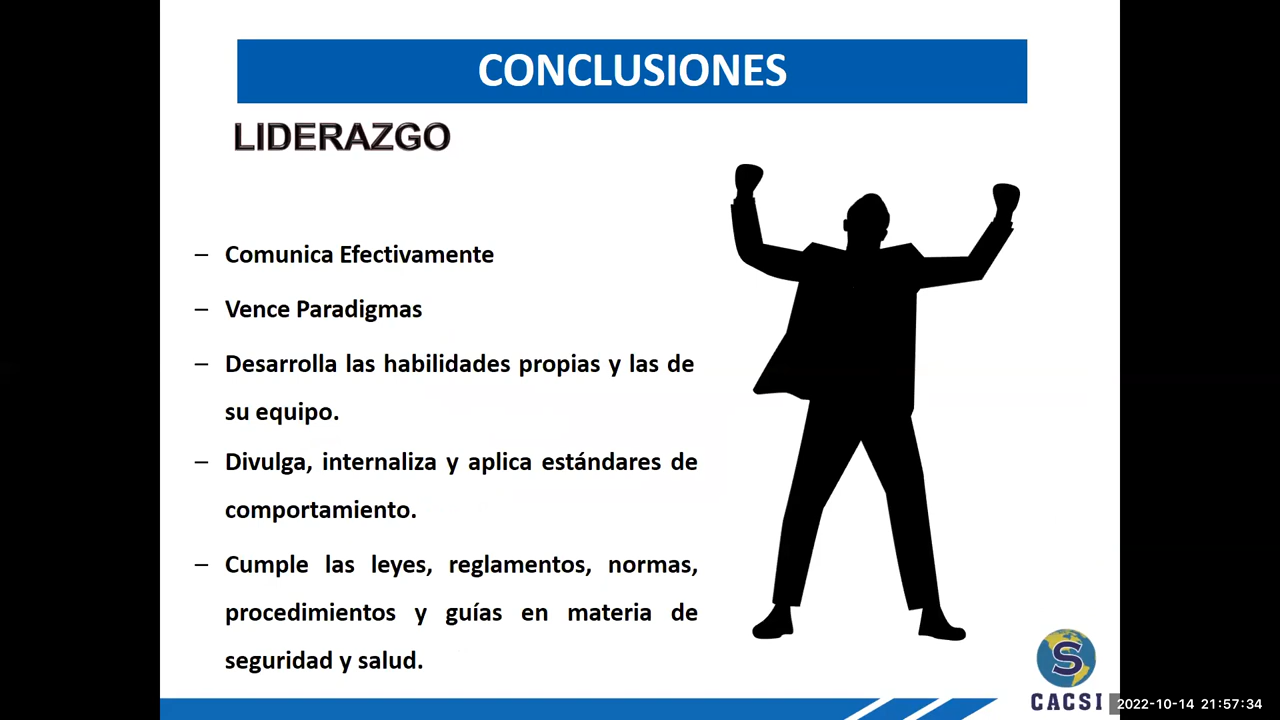 CONCLUSIONES
LIDERAZGO
– Comunica Efectivamente
– Vence Paradigmas
– Desarrolla las habilidades propias y las de
su equipo.
– Divulga, internaliza y aplica estándares de
comportamiento.
– Cumple las leyes, reglamentos, normas,
procedimientos y guías en materia de
seguridad y salud.
S
CACSI
2022-10-14 21:57:34